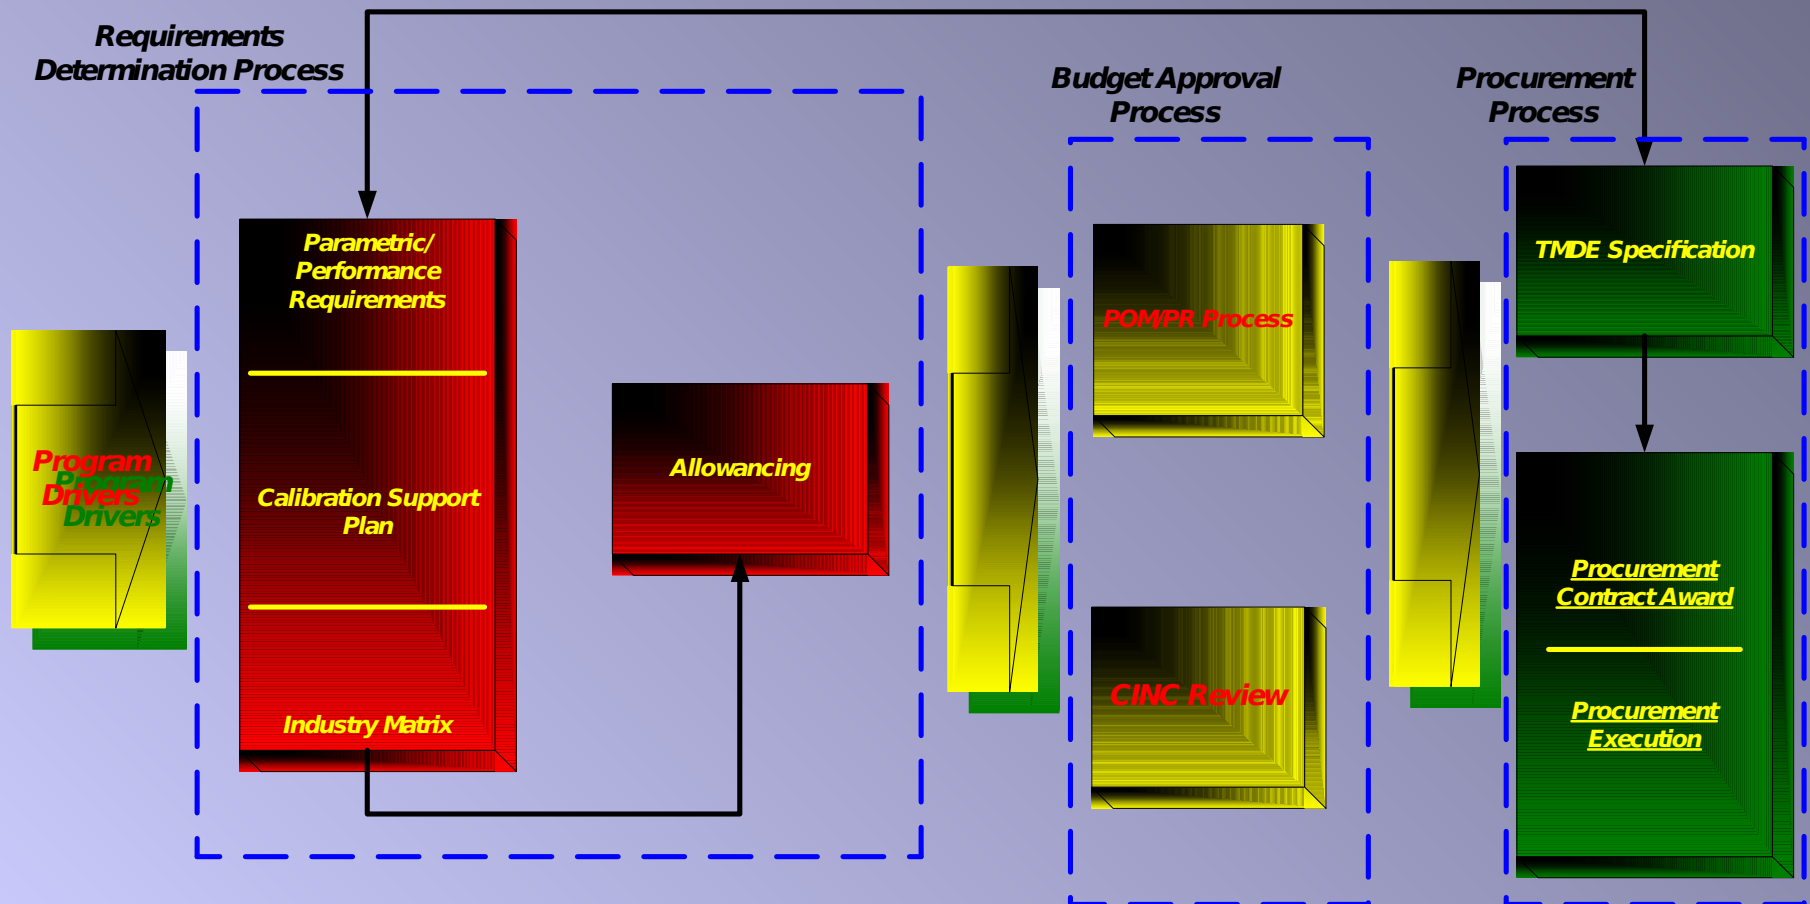 Requirements
Determination Process
Budget Approval
Process
Procurement
Process
Program
Drivers
Program
Drivers
Parametric/
Performance
Requirements
Calibration Support
Plan
Industry Matrix
Allowancing
POM/PR Process
CINC Review
TMDE Specification
Procurement
Contract Award
Procurement
Execution